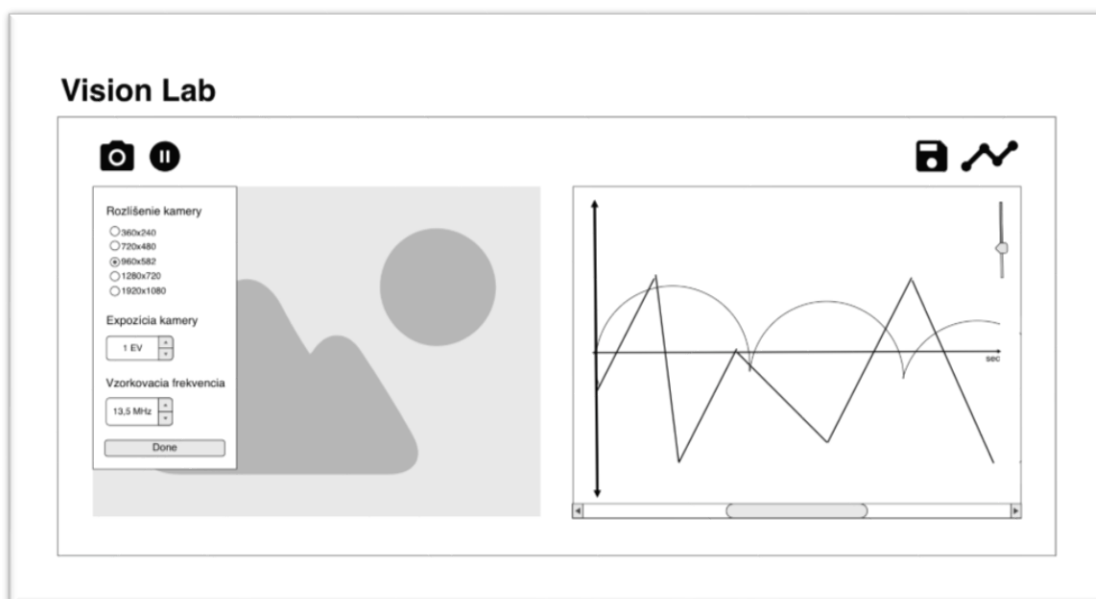 Vision Lab
Rozlíšenie kamery
360x240
720x480
960x582
1280x720
1920x1080
Expozícia kamery
1 EV
Vzorkovacia frekvencia
13,5 MHz
Done
sec